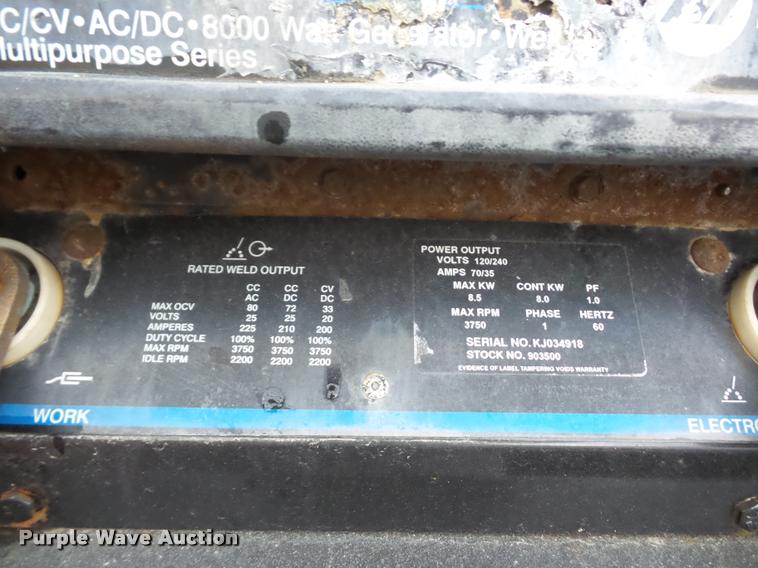 C/CV • AC/DC • 8000 Watt Generator • We
Multipurpose Series
RATED WELD OUTPUT
CC CC CV
AC DC DC
MAX OCV 80 72 33
VOLTS 25 25 20
AMPERES 225 210 200
DUTY CYCLE 100% 100% 100%
MAX RPM 3750 3750 3750
IDLE RPM 2200 2200 2200
POWER OUTPUT
VOLTS 120/240
AMPS 70/35
MAX KW CONT KW PF
8.5 8.0 1.0
MAX RPM PHASE HERTZ
3750 1 60
SERIAL NO. KJ034918
STOCK NO. 903500
EVIDENCE OF LABEL TAMPERING VOIDS WARRANTY
WORK
ELECTRO
Purple Wave Auction